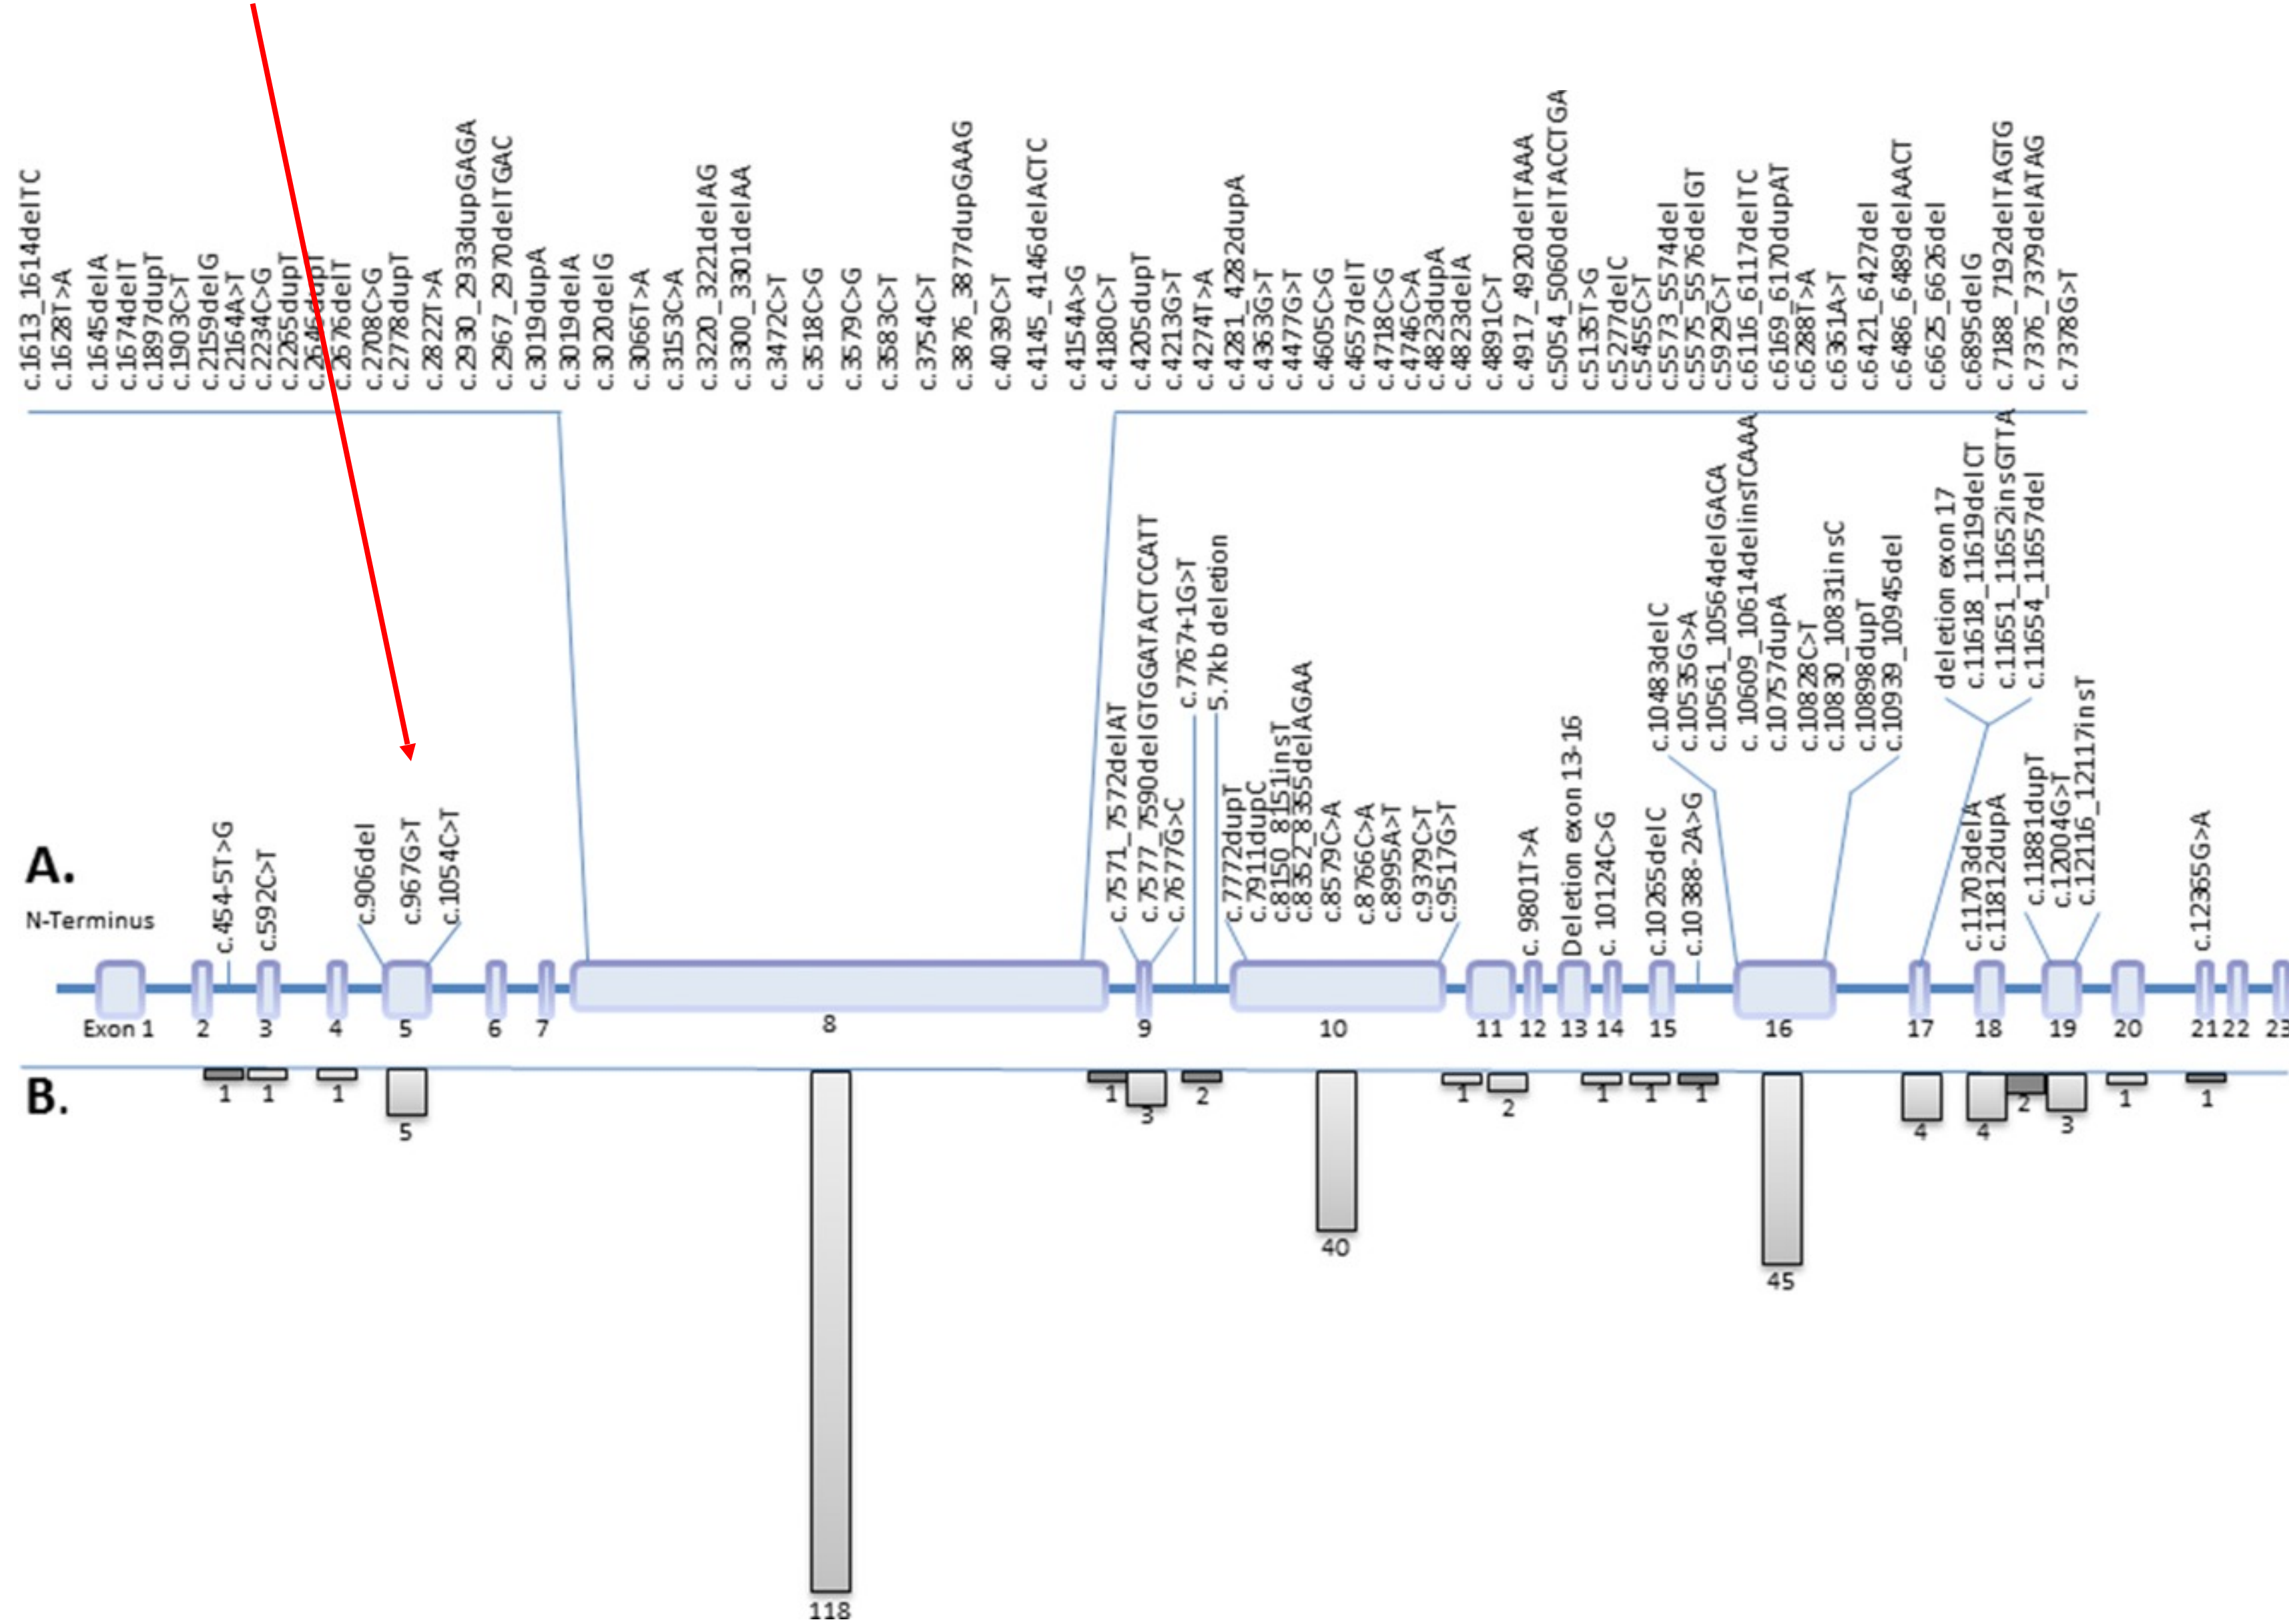 c.1613_1614delTC
c.1628T>A
c.1645delA
c.1674delT
c.1897dupT
c.1903C>T
c.2159delG
c.2164A>T
c.2234C>G
c.2265dupT
c.2646dupT
c.2676delT
c.2708C>G
c.2778dupT
c.2822T>A
c.2930_2933dupGAGA
c.2967_2970delTGAC
c.3019dupA
c.3019delA
c.3020delG
c.3066T>A
c.3153C>A
c.3220_3221delAG
c.3300_3301delAA
c.3472C>T
c.3518C>G
c.3579C>G
c.3583C>T
c.3754C>T
c.3876_3877dupGAAG
c.4039C>T
c.4145_4146delACTC
c.4154A>G
c.4180C>T
c.4205dupT
c.4213G>T
c.4274T>A
c.4281_4282dupA
c.4363G>T
c.4477G>T
c.4605C>G
c.4657delT
c.4718C>G
c.4746C>A
c.4823dupA
c.4823delA
c.4891C>T
c.4917_4920delTAAA
c.5054_5060delTACCTGA
c.5135T>G
c.5277delC
c.5455C>T
c.5573_5574del
c.5575_5576delGT
c.5929C>T
c.6116_6117delTC
c.6169_6170dupAT
c.6288T>A
c.6361A>T
c.6421_6427del
c.6486_6489delAACT
c.6625_6626del
c.6895delG
c.7188_7192delTAGTG
c.7376_7379delATAG
c.7378G>T
A.
N-Terminus
c.454-5T>G
c.592C>T
c.906del
c.967G>T
c.1054C>T
c.7571_7572delAT
c.7577_7590delGTGGATACTCCATT
c.7677G>C
c.7767+1G>T
5.7kb deletion
c.7772dupT
c.7911dupC
c.8150_8151insT
c.8352_8355delAGAA
c.8579C>A
c.8766C>A
c.8995A>T
c.9379C>T
c.9517G>T
c. 9801T>A
Deletion exon 13-16
c. 10124C>G
c.10265delC
c.10388-2A>G
c.10483delC
c.10535G>A
c.10561_10564delGACA
c. 10609_10614delinsTCAAA
c.10757dupA
c.10828C>T
c.10830_10831insC
c.10898dupT
c.10939_10945del
deletion exon 17
c.11618_11619delCT
c.11651_11652insGTTA
c.11654_11657del
c.11703delA
c.11812dupA
c.11881dupT
c.12004G>T
c.12116_12117insT
c.12365G>A
Exon 1 2 3 4 5 6 7 8 9 10 11 12 13 14 15 16 17 18 19 20 21 22 23
B.
1 1 1 5 118 1 3 2 40 1 2 1 1 1 45 4 4 2 3 1 1